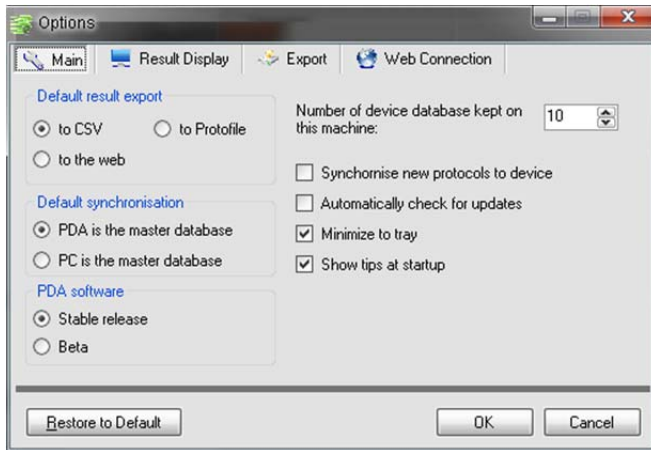 Options
Main Result Display Export Web Connection
Default result export
to CSV to Protofile
to the web
Default synchronisation
PDA is the master database
PC is the master database
PDA software
Stable release
Beta
Number of device database kept on
this machine:
10
Synchornise new protocols to device
Automatically check for updates
Minimize to tray
Show tips at startup
Restore to Default OK Cancel